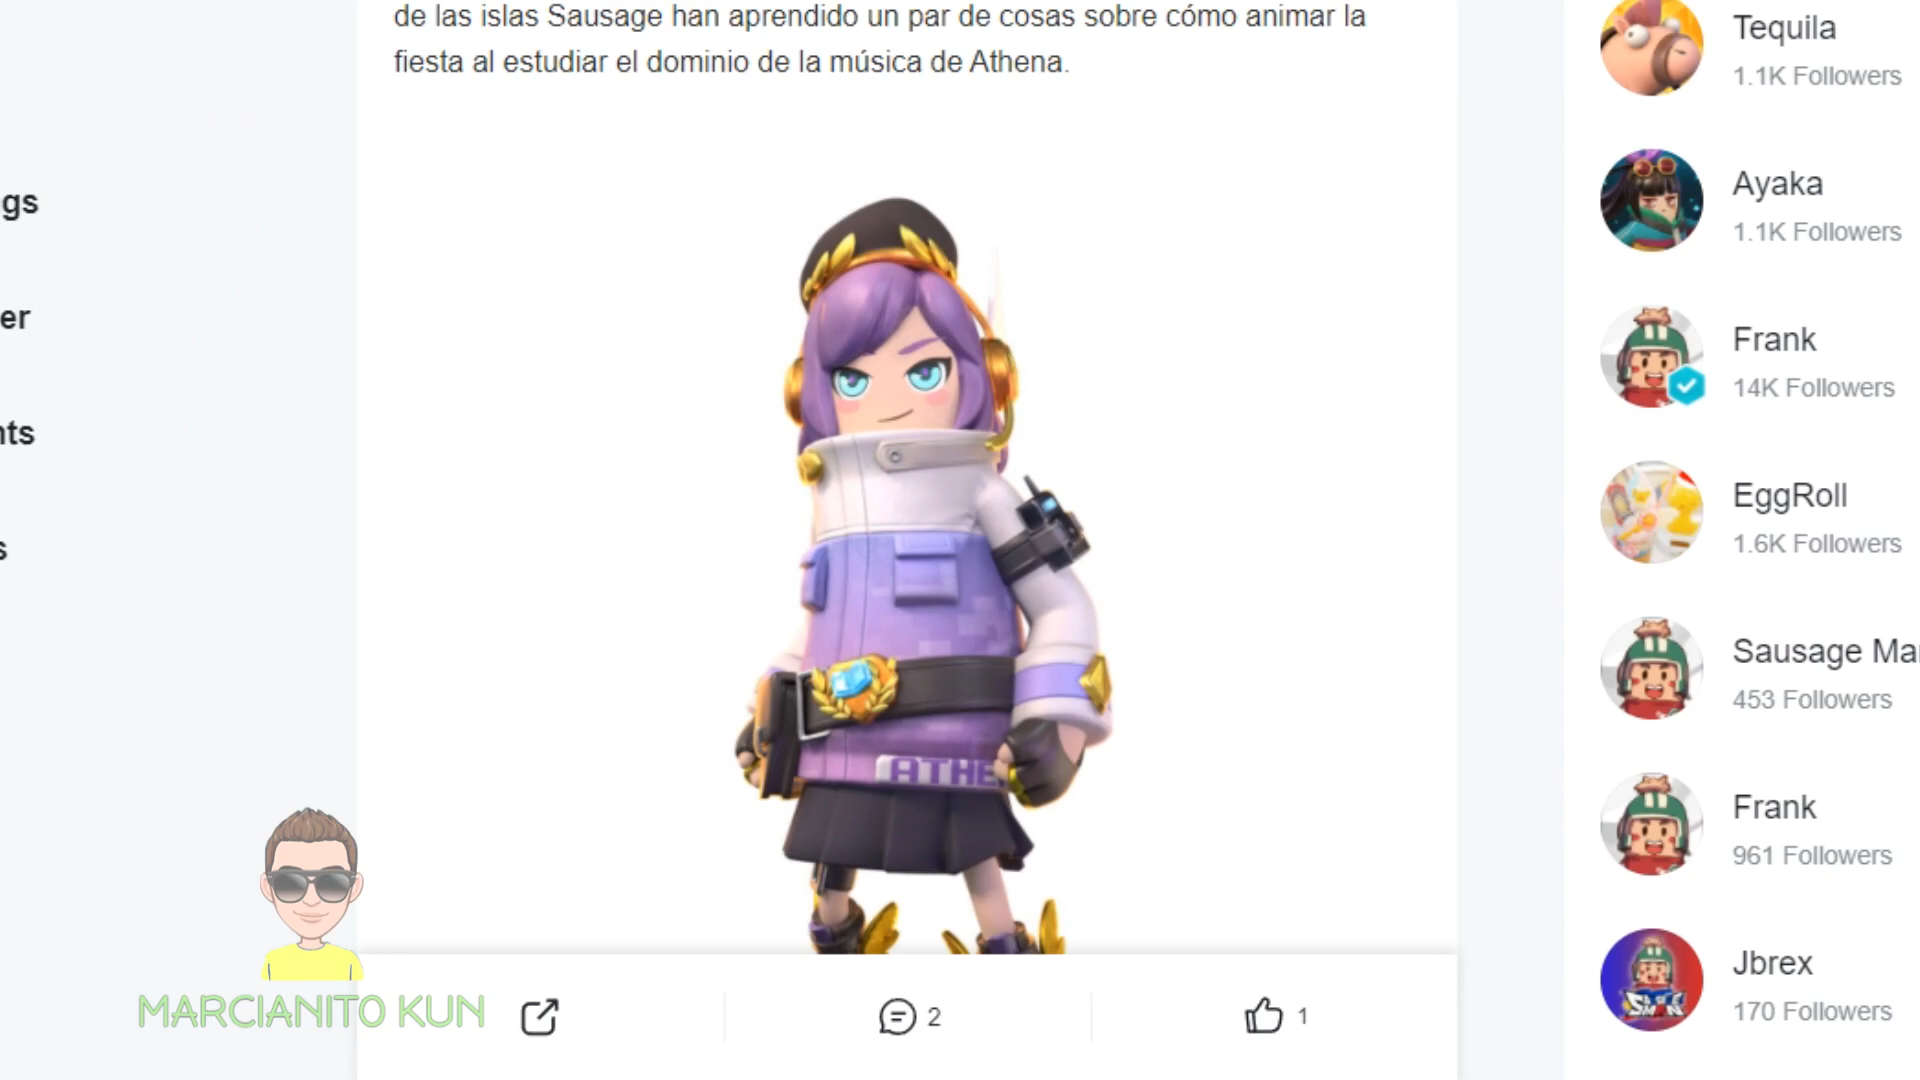 de las islas Sausage han aprendido un par de cosas sobre cómo animar la
fiesta al estudiar el dominio de la música de Athena.
gs
er
nts
s
ATHE
MARCIANITO KUN
2
1
Tequila
1.1K Followers
Ayaka
1.1K Followers
Frank
14K Followers
EggRoll
1.6K Followers
Sausage Ma
453 Followers
Frank
961 Followers
Jbrex
170 Followers